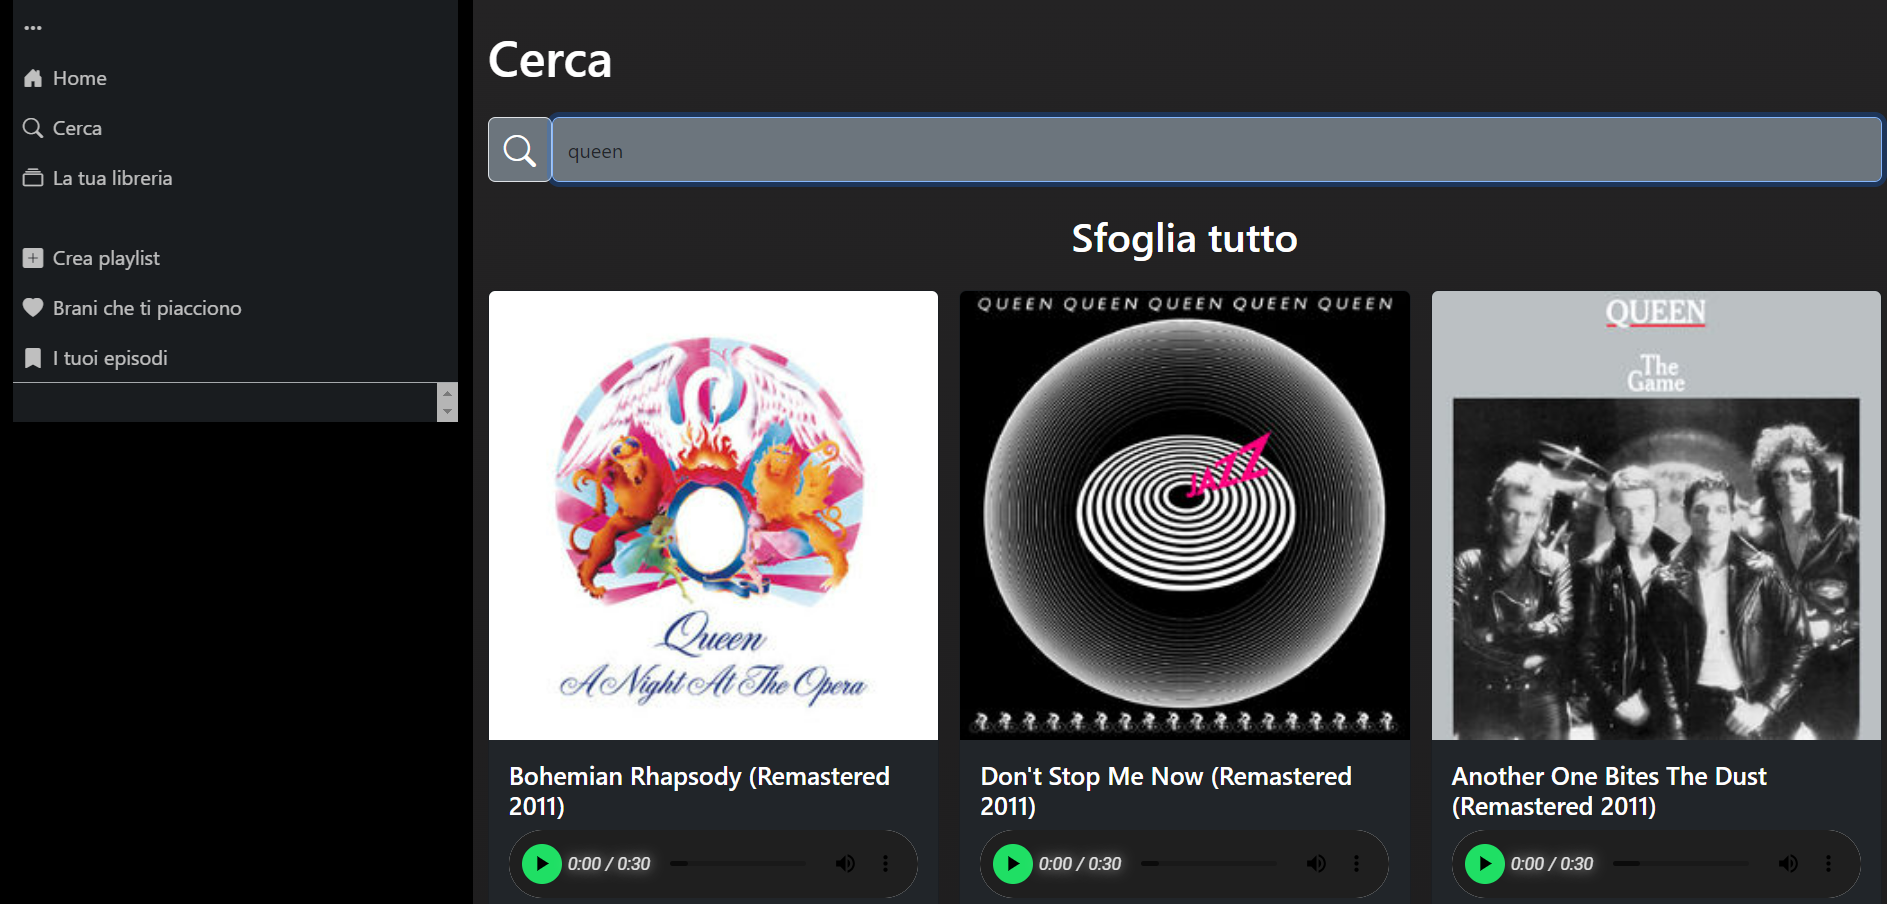 ...
Home
Cerca
La tua libreria
Crea playlist
Brani che ti piacciono
I tuoi episodi
Cerca
queen
Sfoglia tutto
Queen
A Night At The Opera
Bohemian Rhapsody (Remastered
2011)
0:00 / 0:30
QUEEN QUEEN QUEEN QUEEN QUEEN
JAZZ
Don't Stop Me Now (Remastered
2011)
0:00 / 0:30
QUEEN
The
Game
Another One Bites The Dust
(Remastered 2011)
0:00 / 0:30